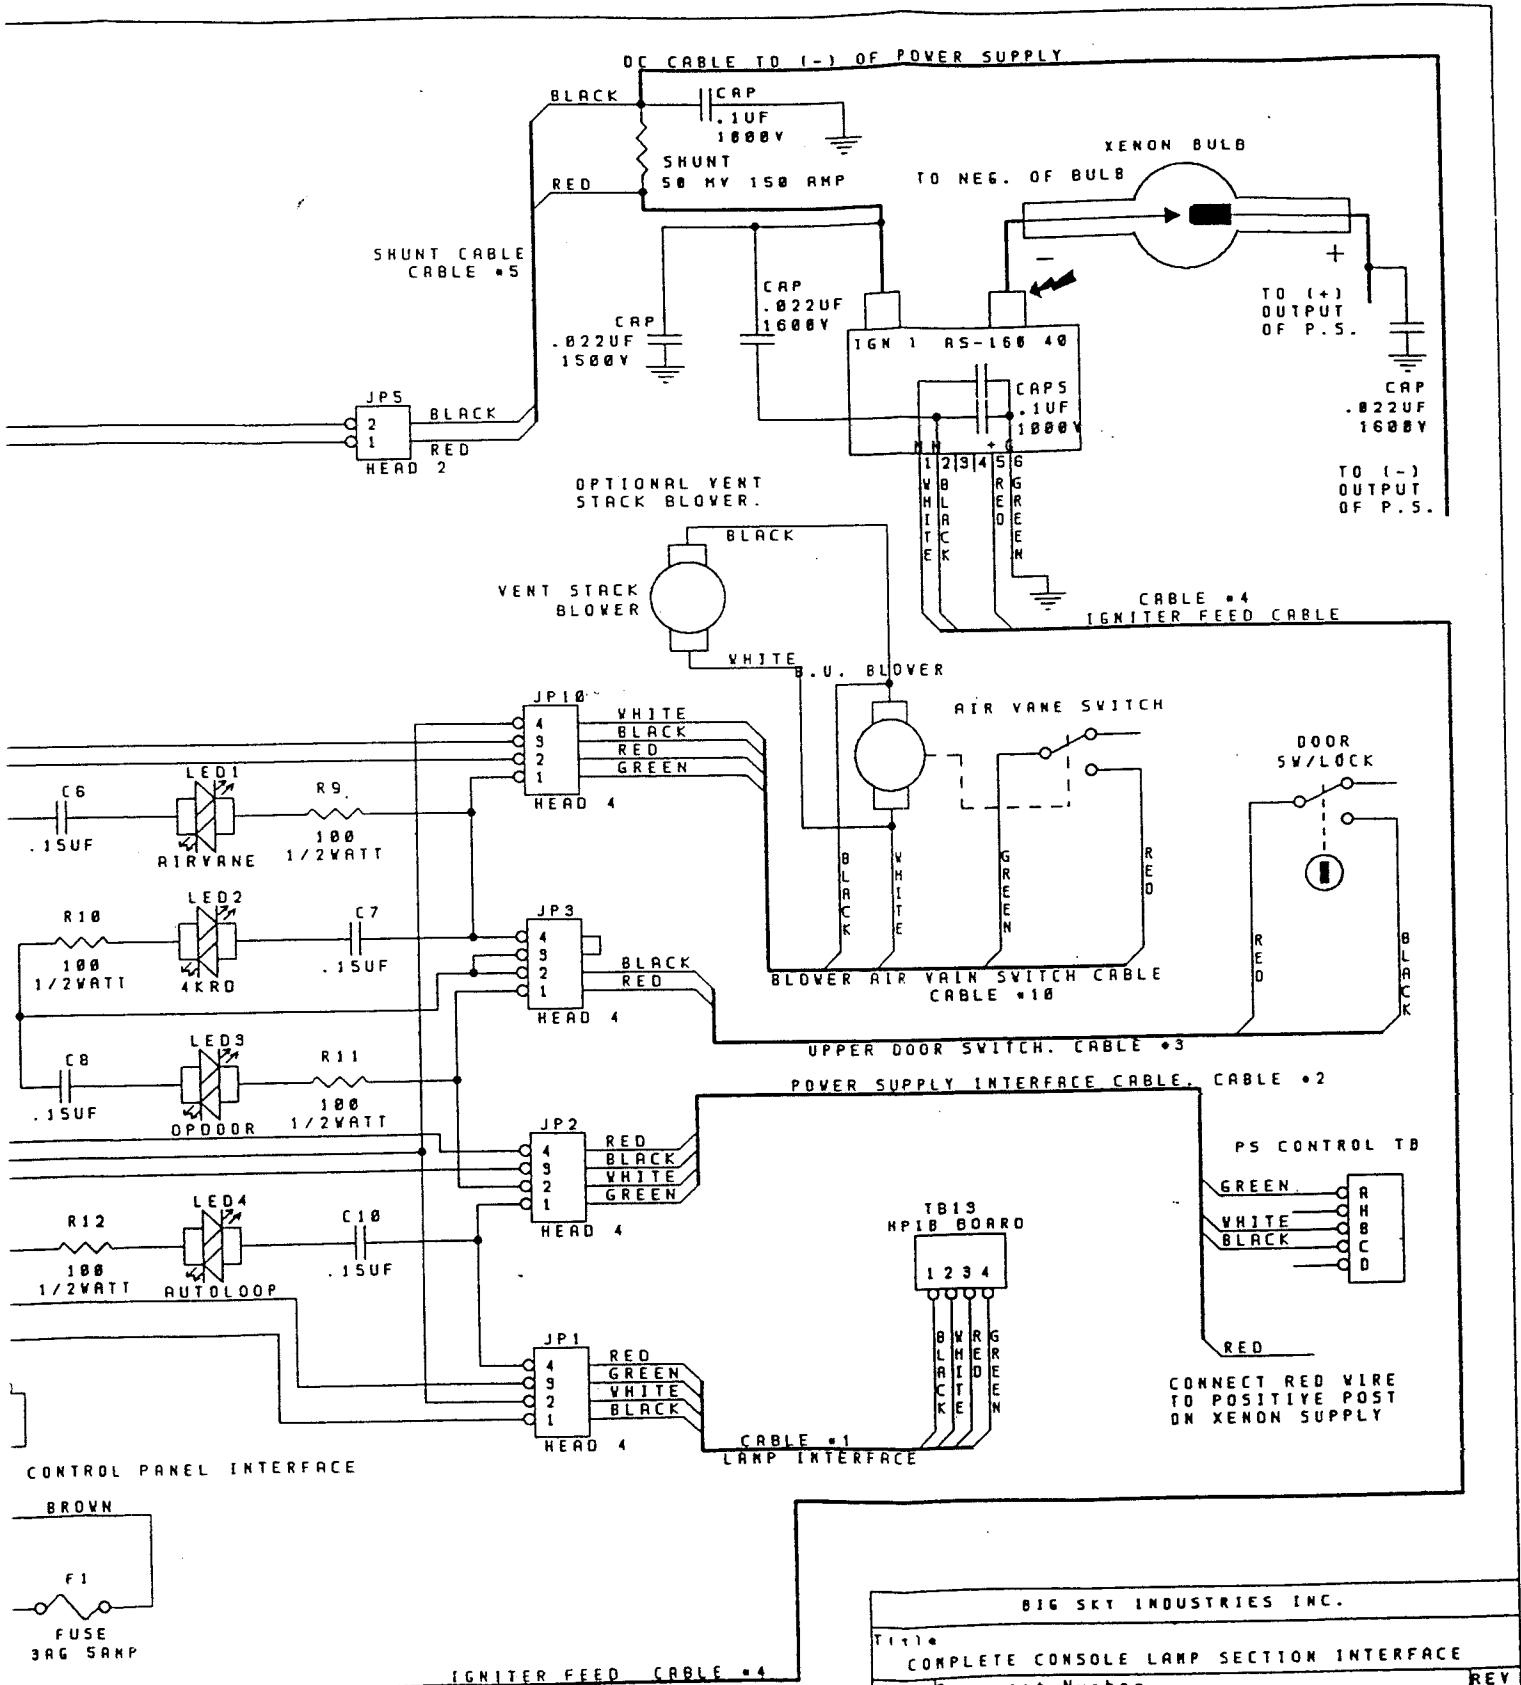 DC CABLE TO (-) OF POWER SUPPLY
BLACK
CAP
.1UF
1000V
SHUNT
50 MV 150 AMP
RED
XENON BULB
TO NEG. OF BULB
SHUNT CABLE
CABLE #5
-
+
CAP
.022UF
1600V
CAP
.022UF
1500V
TO (+)
OUTPUT
OF P.S.
IGN 1 AS-160 40
CAPS
.1UF
1000V
CAP
.022UF
1600V
JP5
2
1
BLACK
RED
HEAD 2
N N + G
1 2 3 4 5 6
WHITE
BLACK
RED
GREEN
TO (-)
OUTPUT
OF P.S.
OPTIONAL VENT
STACK BLOWER.
BLACK
VENT STACK
BLOWER
WHITE
CABLE #4
IGNITER FEED CABLE
B.U. BLOWER
AIR VANE SWITCH
DOOR
SW/LOCK
JP10
4
3
2
1
WHITE
BLACK
RED
GREEN
HEAD 4
C6
.15UF
LED1
AIRVANE
R9
100
1/2WATT
BLACK
WHITE
GREEN
RED
RED
BLACK
R10
100
1/2WATT
LED2
4KRD
C7
.15UF
JP3
4
3
2
1
BLACK
RED
HEAD 4
BLOWER AIR VAIN SWITCH CABLE
CABLE #10
UPPER DOOR SWITCH. CABLE #3
C8
.15UF
LED3
OPDOOR
R11
100
1/2WATT
POWER SUPPLY INTERFACE CABLE. CABLE #2
JP2
4
3
2
1
RED
BLACK
WHITE
GREEN
HEAD 4
PS CONTROL TB
GREEN
WHITE
BLACK
A
H
B
C
D
R12
100
1/2WATT
LED4
AUTOLOOP
C10
.15UF
TB13
HPIB BOARD
1 2 3 4
BLACK
WHITE
RED
GREEN
RED
CONNECT RED WIRE
TO POSITIVE POST
ON XENON SUPPLY
JP1
4
3
2
1
RED
GREEN
WHITE
BLACK
HEAD 4
CABLE #1
LAMP INTERFACE
CONTROL PANEL INTERFACE
BROWN
F1
FUSE
3AG 5AMP
IGNITER FEED CABLE #4
BIG SKY INDUSTRIES INC.
Title
COMPLETE CONSOLE LAMP SECTION INTERFACE
REV